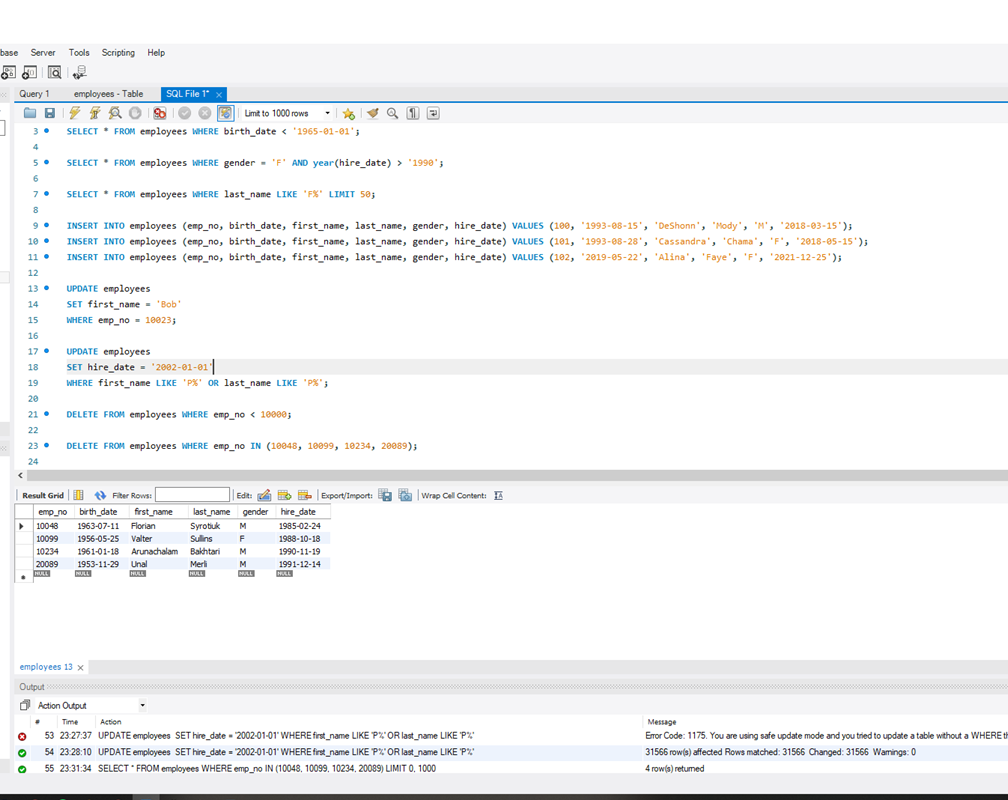 base Server Tools Scripting Help
Query 1 employees - Table SQL File 1* ×
Limit to 1000 rows
3 SELECT * FROM employees WHERE birth_date < '1965-01-01';
4
5 SELECT * FROM employees WHERE gender = 'F' AND year(hire_date) > '1990';
6
7 SELECT * FROM employees WHERE last_name LIKE 'F%' LIMIT 50;
8
9 INSERT INTO employees (emp_no, birth_date, first_name, last_name, gender, hire_date) VALUES (100, '1993-08-15', 'DeShonn', 'Mody', 'M', '2018-03-15');
10 INSERT INTO employees (emp_no, birth_date, first_name, last_name, gender, hire_date) VALUES (101, '1993-08-28', 'Cassandra', 'Chama', 'F', '2018-05-15');
11 INSERT INTO employees (emp_no, birth_date, first_name, last_name, gender, hire_date) VALUES (102, '2019-05-22', 'Alina', 'Faye', 'F', '2021-12-25');
12
13 UPDATE employees
14 SET first_name = 'Bob'
15 WHERE emp_no = 10023;
16
17 UPDATE employees
18 SET hire_date = '2002-01-01'
19 WHERE first_name LIKE 'P%' OR last_name LIKE 'P%';
20
21 DELETE FROM employees WHERE emp_no < 10000;
22
23 DELETE FROM employees WHERE emp_no IN (10048, 10099, 10234, 20089);
24
Result Grid Filter Rows: Edit: Export/Import: Wrap Cell Content:
emp_no birth_date first_name last_name gender hire_date
10048 1963-07-11 Florian Syrotiuk M 1985-02-24
10099 1956-05-25 Valter Sullins F 1988-10-18
10234 1961-01-18 Arunachalam Bakhtari M 1990-11-19
20089 1953-11-29 Unal Merli M 1991-12-14
NULL NULL NULL NULL NULL NULL
employees 13 ×
Output
Action Output
# Time Action Message
53 23:27:37 UPDATE employees SET hire_date = '2002-01-01' WHERE first_name LIKE 'P%' OR last_name LIKE 'P%' Error Code: 1175. You are using safe update mode and you tried to update a table without a WHERE th
54 23:28:10 UPDATE employees SET hire_date = '2002-01-01' WHERE first_name LIKE 'P%' OR last_name LIKE 'P%' 31566 row(s) affected Rows matched: 31566 Changed: 31566 Warnings: 0
55 23:31:34 SELECT * FROM employees WHERE emp_no IN (10048, 10099, 10234, 20089) LIMIT 0, 1000 4 row(s) returned